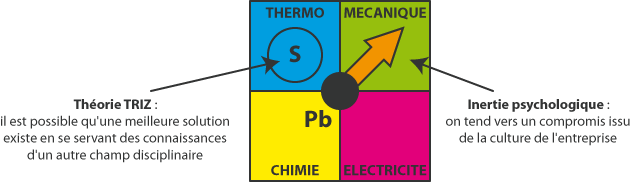 THERMO
MECANIQUE
S
Théorie TRIZ :
il est possible qu'une meilleure solution
existe en se servant des connaissances
d'un autre champ disciplinaire
Inertie psychologique :
on tend vers un compromis issu
de la culture de l'entreprise
Pb
CHIMIE
ELECTRICITE